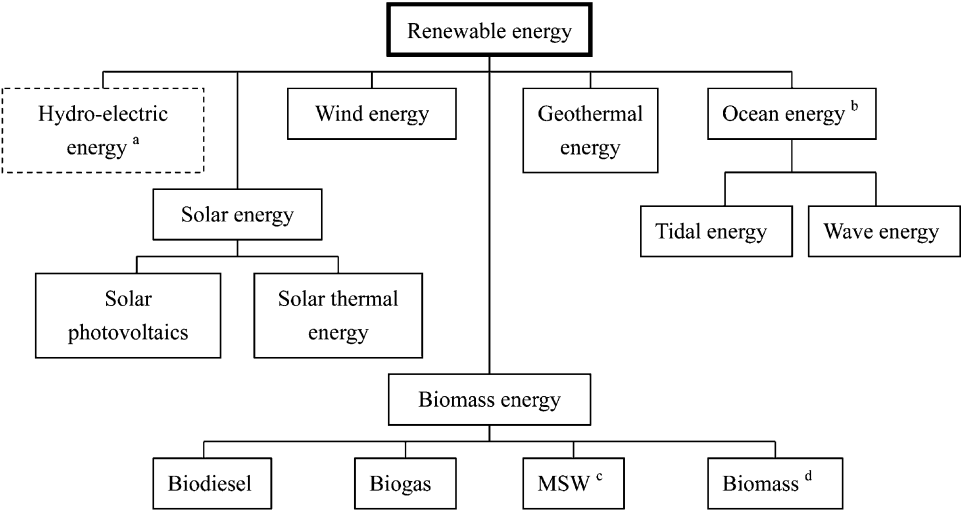 Renewable energy
Hydro-electric
energy a
Wind energy
Geothermal
energy
Ocean energy b
Solar energy
Tidal energy
Wave energy
Solar
photovoltaics
Solar thermal
energy
Biomass energy
Biodiesel
Biogas
MSW c
Biomass d